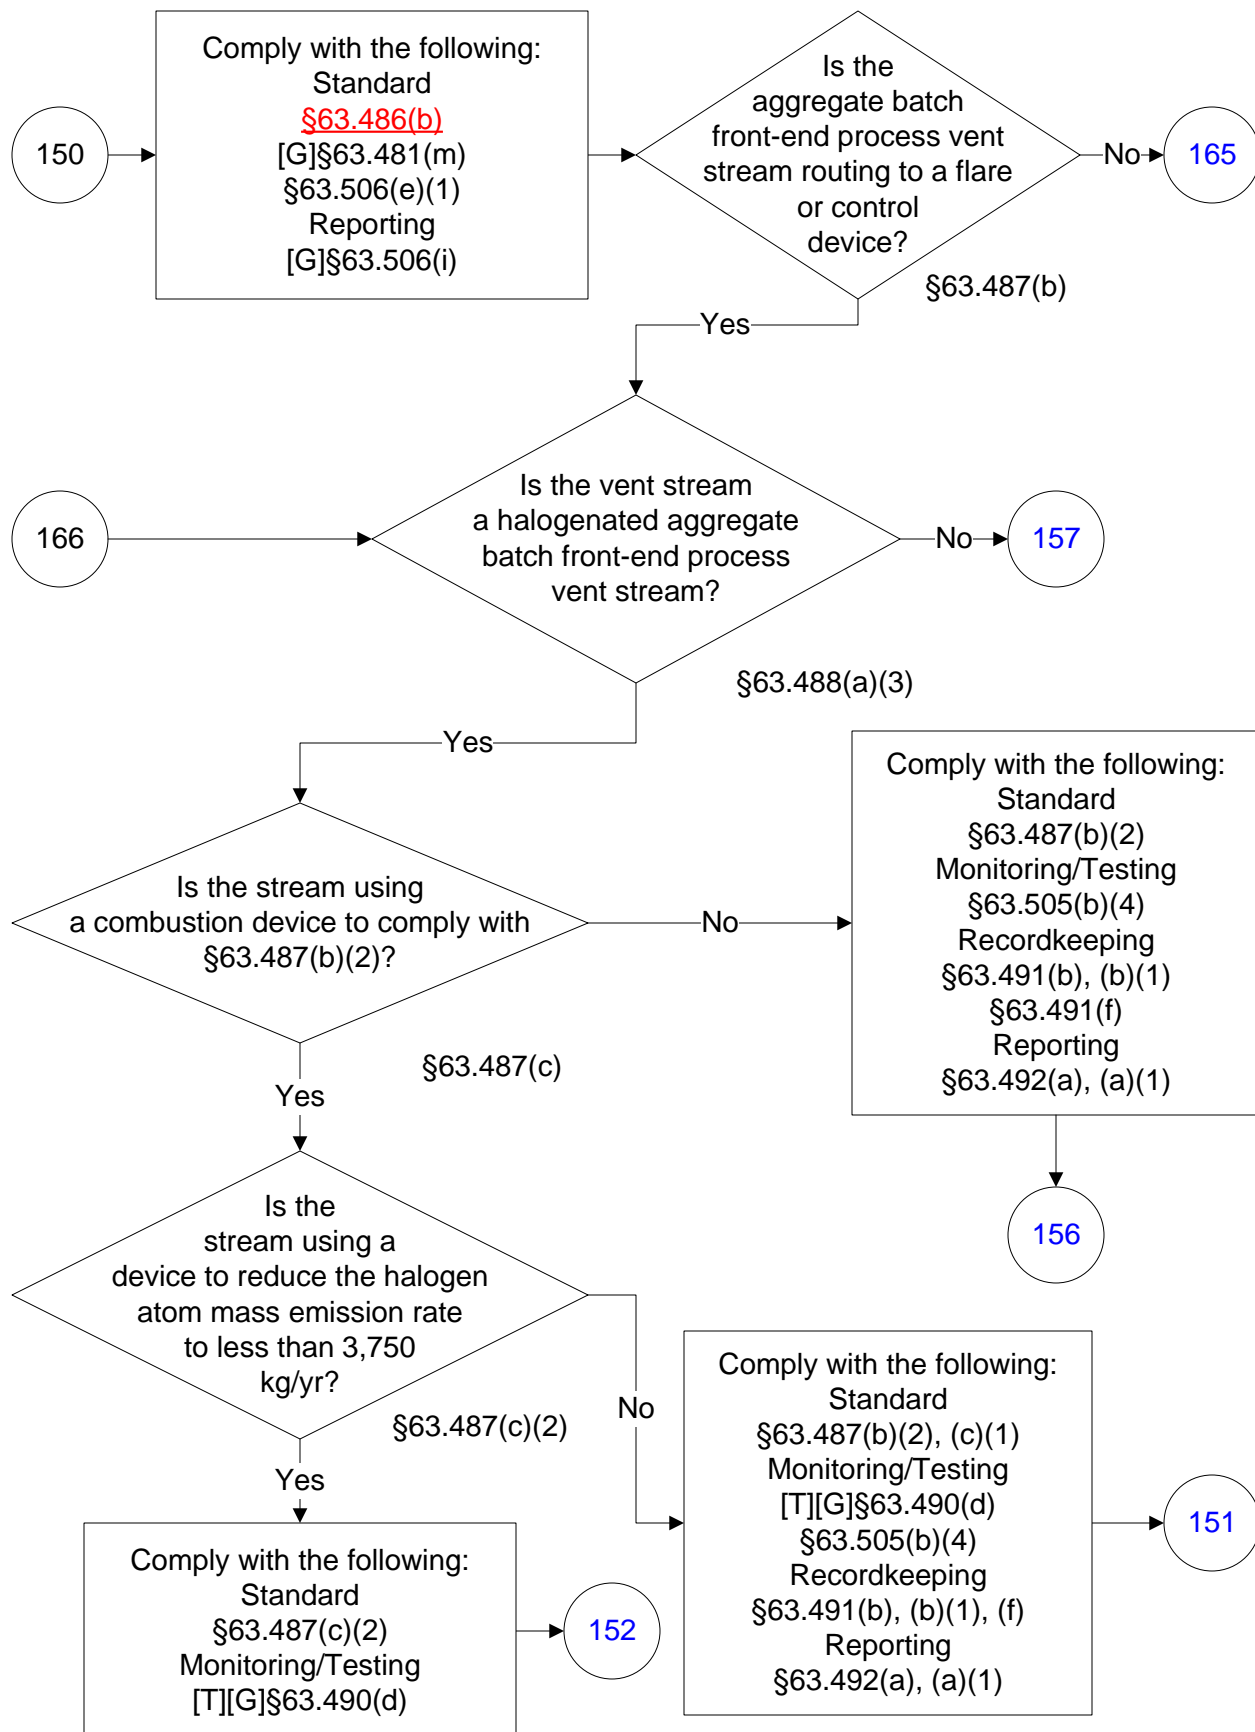 150
Comply with the following:
Standard
§63.486(b)
[G]§63.481(m)
§63.506(e)(1)
Reporting
[G]§63.506(i)
Is the
aggregate batch
front-end process vent
stream routing to a flare
or control
device?
No
165
§63.487(b)
Yes
166
Is the vent stream
a halogenated aggregate
batch front-end process
vent stream?
No
157
§63.488(a)(3)
Yes
Is the stream using
a combustion device to comply with
§63.487(b)(2)?
No
Comply with the following:
Standard
§63.487(b)(2)
Monitoring/Testing
§63.505(b)(4)
Recordkeeping
§63.491(b), (b)(1)
§63.491(f)
Reporting
§63.492(a), (a)(1)
156
§63.487(c)
Yes
Is the
stream using a
device to reduce the halogen
atom mass emission rate
to less than 3,750
kg/yr?
§63.487(c)(2)
No
Yes
Comply with the following:
Standard
§63.487(b)(2), (c)(1)
Monitoring/Testing
[T][G]§63.490(d)
§63.505(b)(4)
Recordkeeping
§63.491(b), (b)(1), (f)
Reporting
§63.492(a), (a)(1)
151
Comply with the following:
Standard
§63.487(c)(2)
Monitoring/Testing
[T][G]§63.490(d)
152